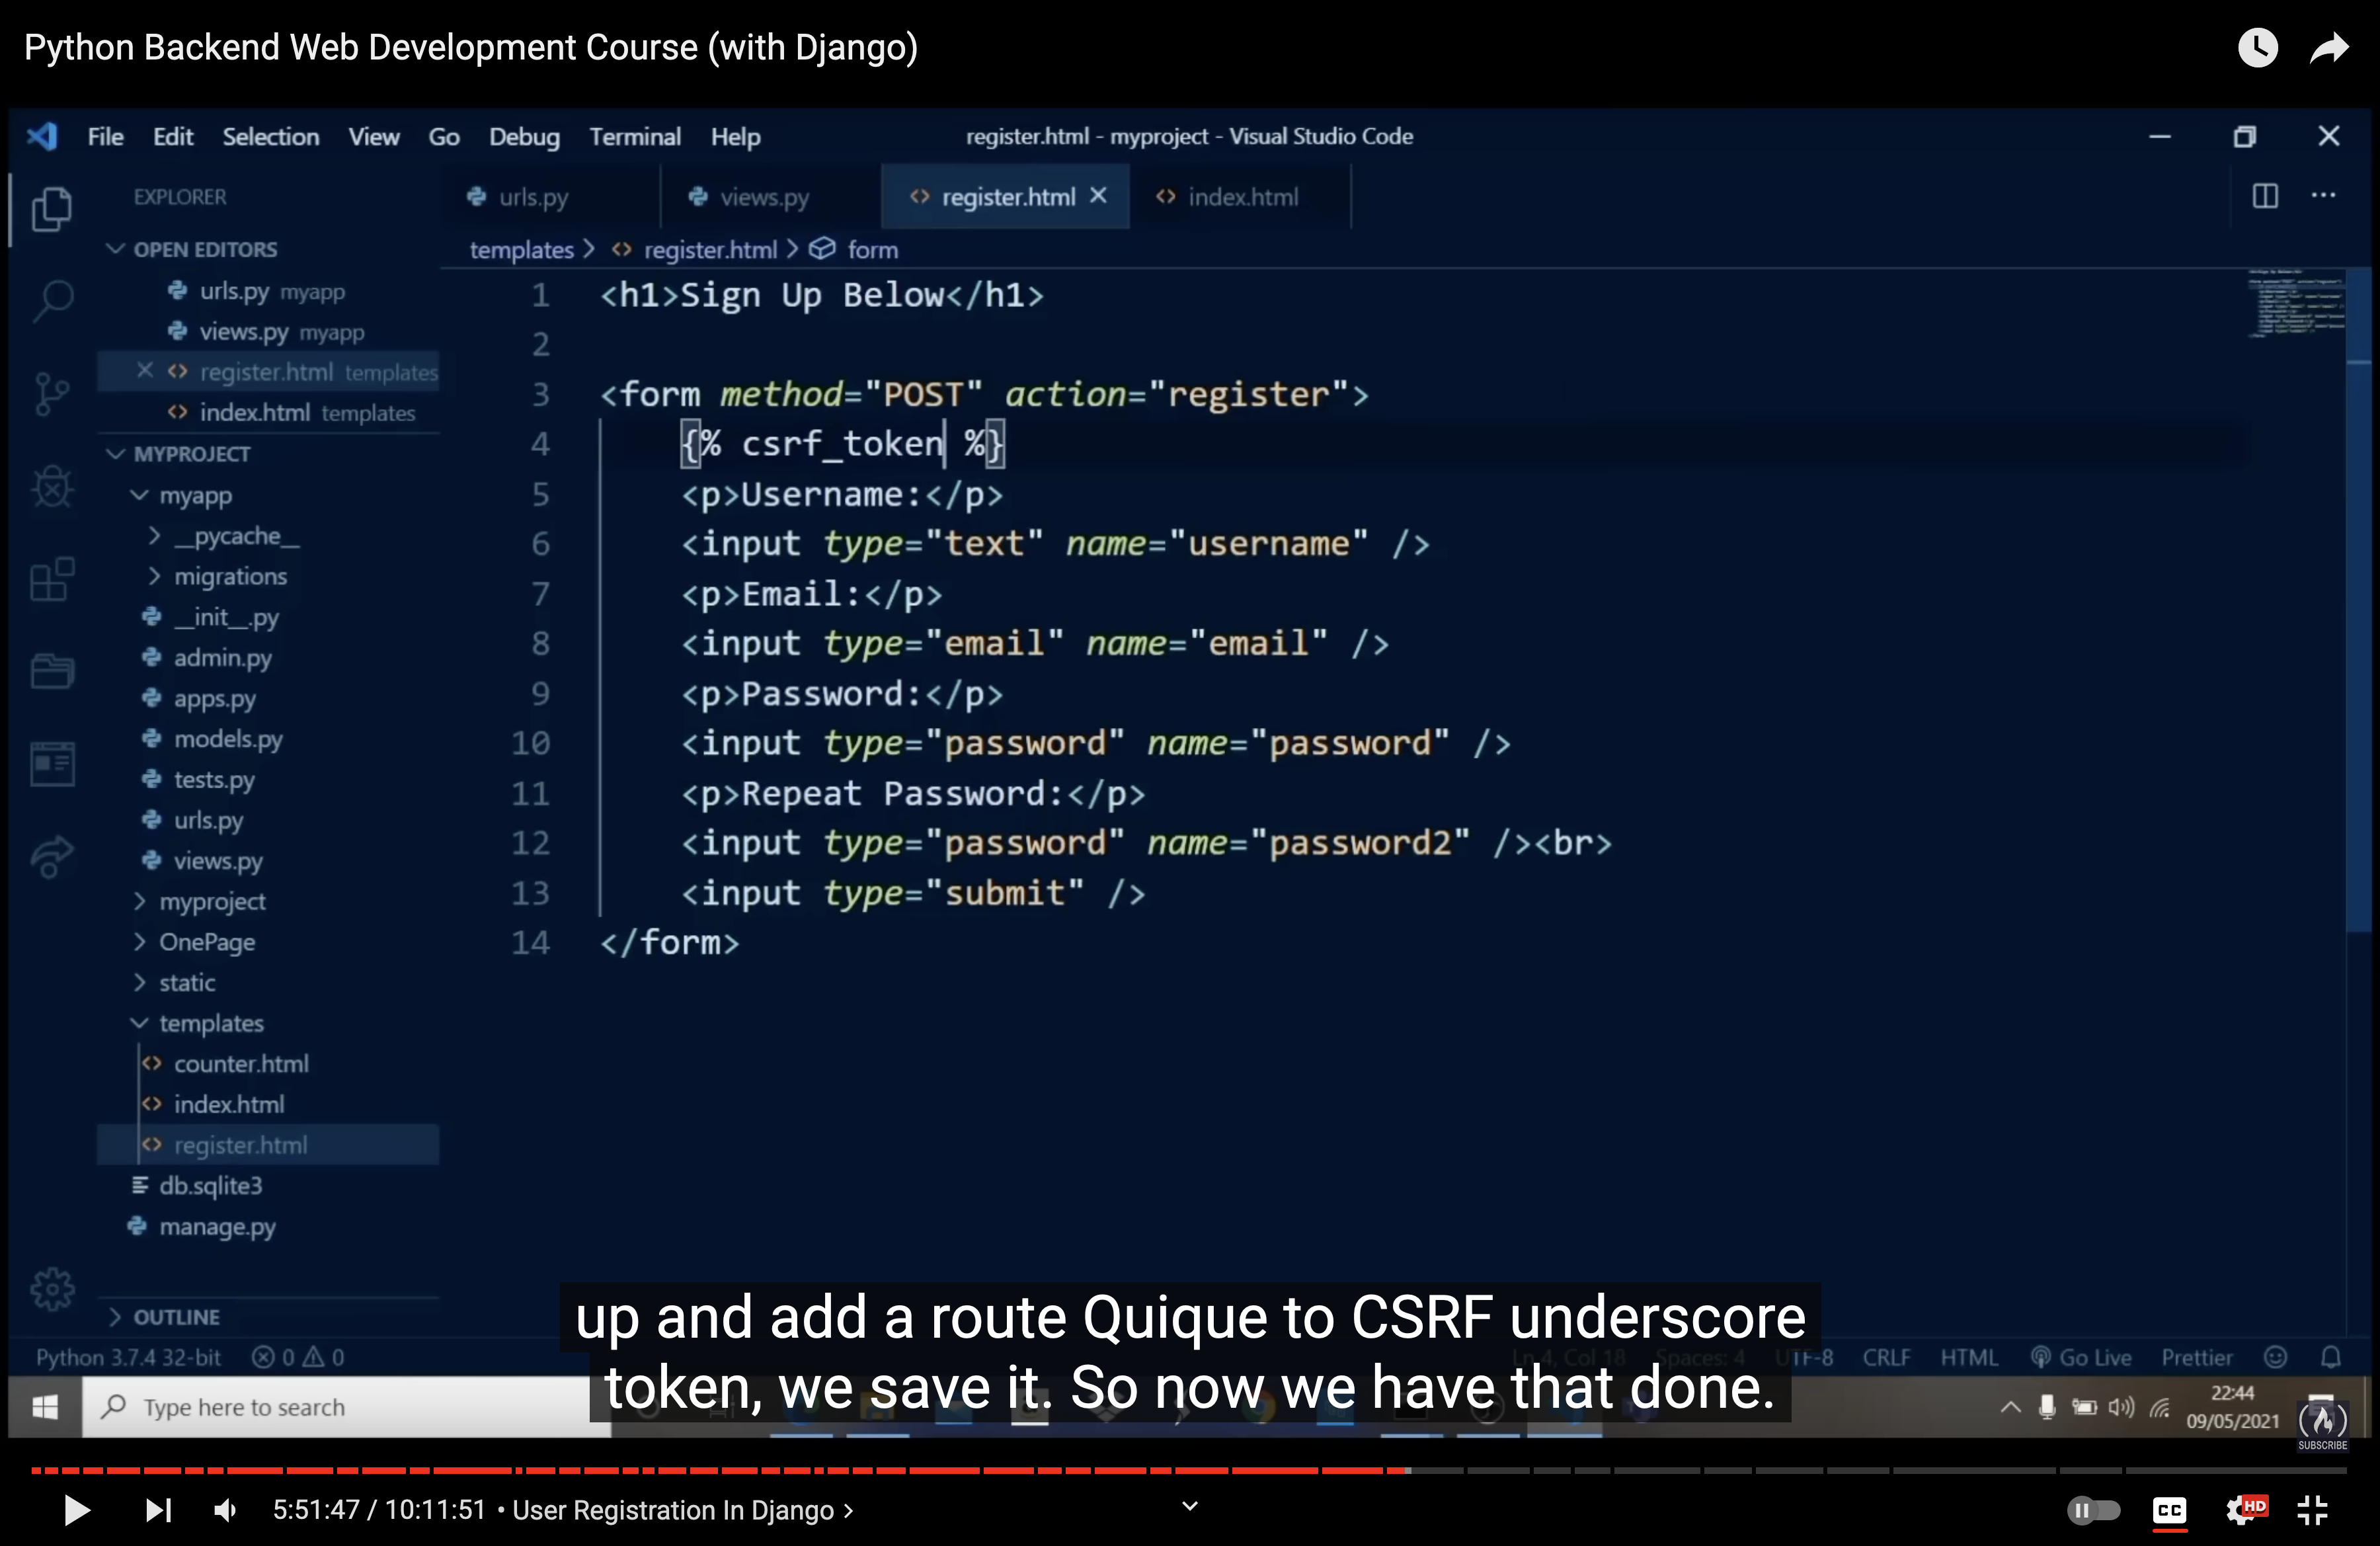 Python Backend Web Development Course (with Django)
File Edit Selection View Go Debug Terminal Help
register.html - myproject - Visual Studio Code
EXPLORER
urls.py
views.py
register.html
index.html
templates > register.html > form
OPEN EDITORS
urls.py myapp
views.py myapp
register.html templates
index.html templates
MYPROJECT
myapp
__pycache__
migrations
__init__.py
admin.py
apps.py
models.py
tests.py
urls.py
views.py
myproject
OnePage
static
templates
counter.html
index.html
register.html
db.sqlite3
manage.py
OUTLINE
1 <h1>Sign Up Below</h1>
2
3 <form method="POST" action="register">
4 {% csrf_token %}
5 <p>Username:</p>
6 <input type="text" name="username" />
7 <p>Email:</p>
8 <input type="email" name="email" />
9 <p>Password:</p>
10 <input type="password" name="password" />
11 <p>Repeat Password:</p>
12 <input type="password" name="password2" /><br>
13 <input type="submit" />
14 </form>
up and add a route Quique to CSRF underscore
token, we save it. So now we have that done.
Python 3.7.4 32-bit 0 0
Ln 4, Col 18 Spaces: 4 UTF-8 CRLF HTML Go Live Prettier
Type here to search
22:44
09/05/2021
SUBSCRIBE
5:51:47 / 10:11:51 • User Registration In Django >
CC
HD